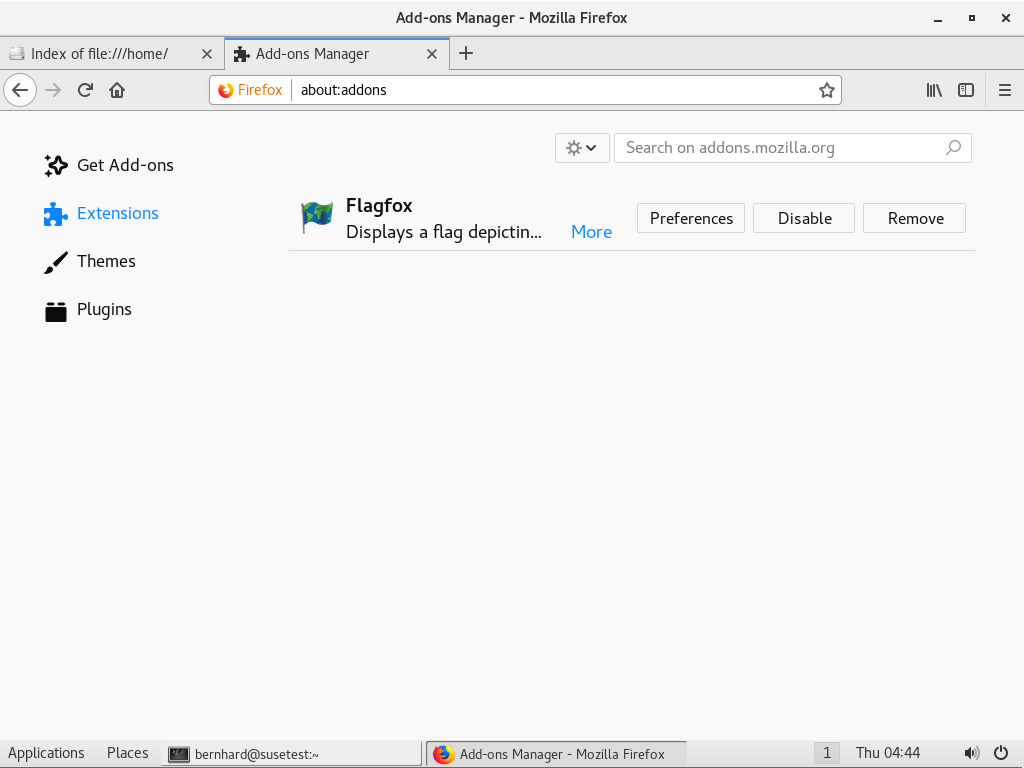 Add-ons Manager - Mozilla Firefox
Index of file:///home/
Add-ons Manager
Firefox
about:addons
Search on addons.mozilla.org
Get Add-ons
Extensions
Themes
Plugins
Flagfox
Displays a flag depictin... More
Preferences
Disable
Remove
Applications
Places
bernhard@susetest:~
Add-ons Manager - Mozilla Firefox
1
Thu 04:44